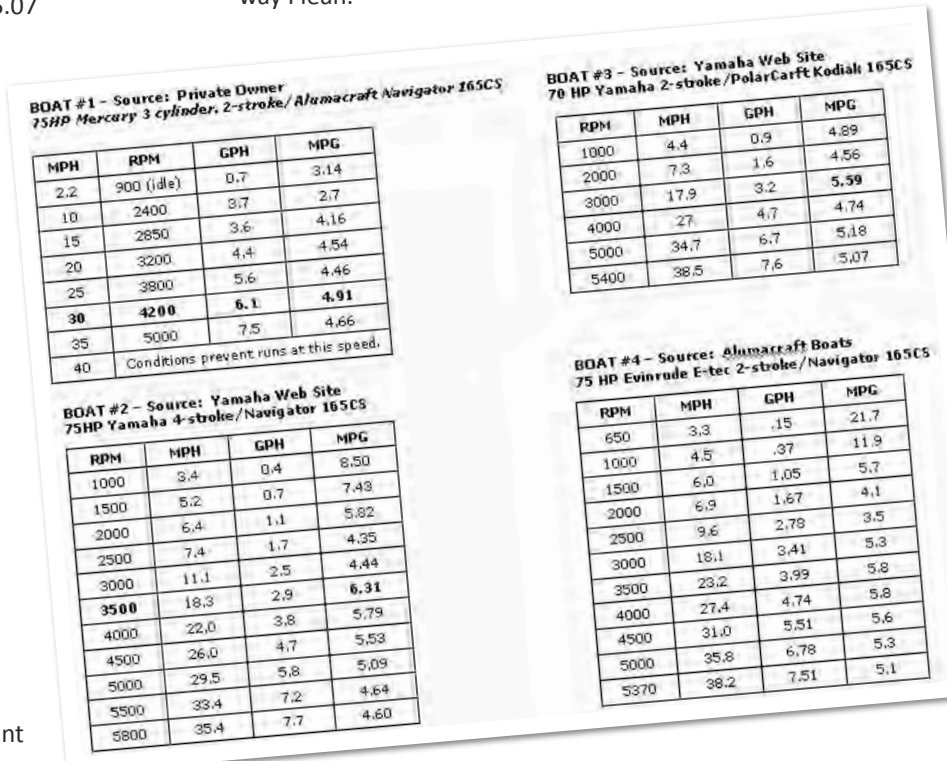 5.07
way I lean.
BOAT #1 - Source: Private Owner
75HP Mercury 3 cylinder, 2-stroke/Alumacraft Navigator 165CS
MPH RPM GPH MPG
2.2 900 (idle) 0.7 3.14
10 2400 3.7 2.7
15 2850 3.6 4.16
20 3200 4.4 4.54
25 3800 5.6 4.46
30 4200 6.1 4.91
35 5000 7.5 4.66
40 Conditions prevent runs at this speed.
BOAT #2 - Source: Yamaha Web Site
75HP Yamaha 4-stroke/Navigator 165CS
RPM MPH GPH MPG
1000 3.4 0.4 8.50
1500 5.2 0.7 7.43
2000 6.4 1.1 5.82
2500 7.4 1.7 4.35
3000 11.1 2.5 4.44
3500 18.3 2.9 6.31
4000 22.0 3.8 5.79
4500 26.0 4.7 5.53
5000 29.5 5.8 5.09
5500 33.4 7.2 4.64
5800 35.4 7.7 4.60
BOAT #3 - Source: Yamaha Web Site
70 HP Yamaha 2-stroke/PolarCarft Kodiak 165CS
RPM MPH GPH MPG
1000 4.4 0.9 4.89
2000 7.3 1.6 4.56
3000 17.9 3.2 5.59
4000 27 4.7 4.74
5000 34.7 6.7 5.18
5400 38.5 7.6 5.07
BOAT #4 - Source: Alumacraft Boats
75 HP Evinrude E-tec 2-stroke/Navigator 165CS
RPM MPH GPH MPG
650 3.3 .15 21.7
1000 4.5 .37 11.9
1500 6.0 1.05 5.7
2000 6.9 1.67 4.1
2500 9.6 2.78 3.5
3000 18.1 3.41 5.3
3500 23.2 3.99 5.8
4000 27.4 4.74 5.8
4500 31.0 5.51 5.6
5000 35.8 6.78 5.3
5370 38.2 7.51 5.1